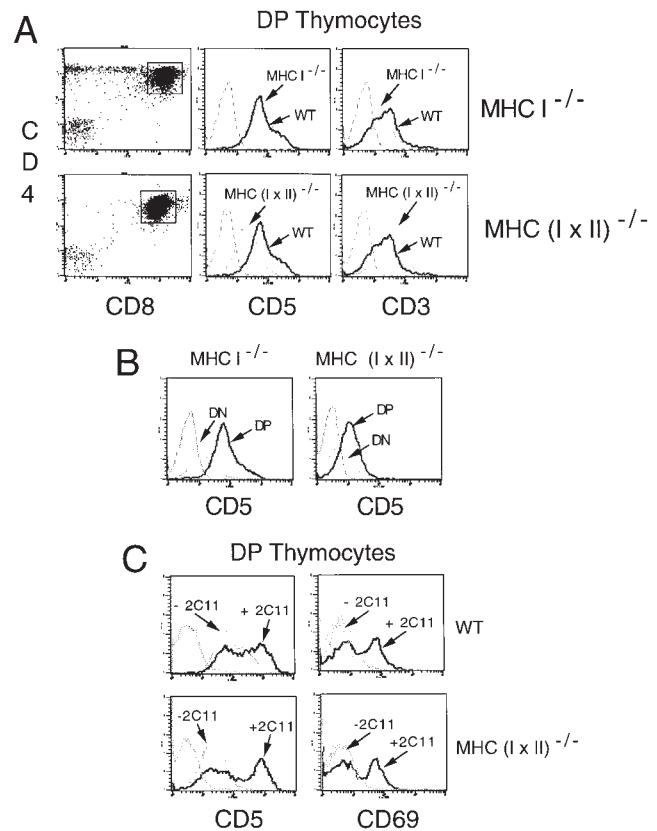 A
DP Thymocytes
MHC I -/-
WT
MHC I -/-
WT
MHC I -/-
C
D
4
MHC (I x II) -/-
WT
MHC (I x II) -/-
WT
MHC (I x II) -/-
CD8
CD5
CD3
B
MHC I -/-
MHC (I x II) -/-
DN
DP
DP
DN
CD5
CD5
C
DP Thymocytes
- 2C11
+ 2C11
- 2C11
+ 2C11
WT
-2C11
+2C11
-2C11
+2C11
MHC (I x II) -/-
CD5
CD69